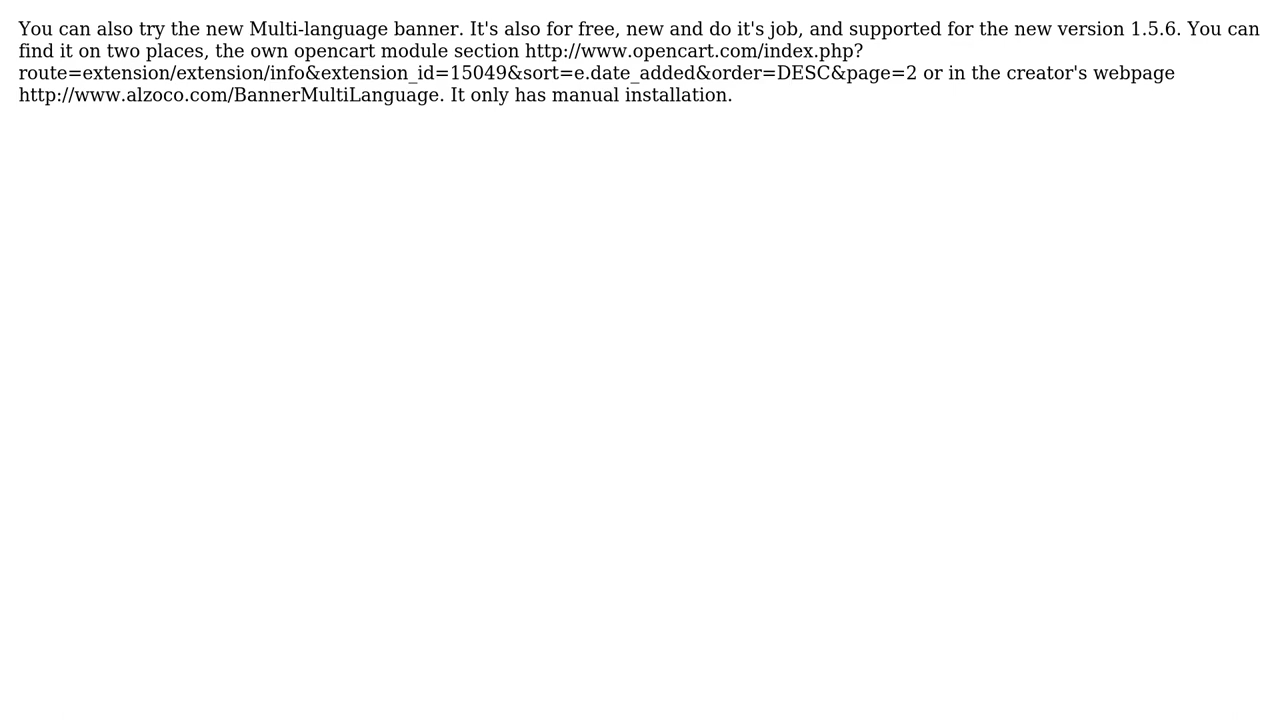 You can also try the new Multi-language banner. It's also for free, new and do it's job, and supported for the new version 1.5.6. You can
find it on two places, the own opencart module section http://www.opencart.com/index.php?
route=extension/extension/info&extension_id=15049&sort=e.date_added&order=DESC&page=2 or in the creator's webpage
http://www.alzoco.com/BannerMultiLanguage. It only has manual installation.